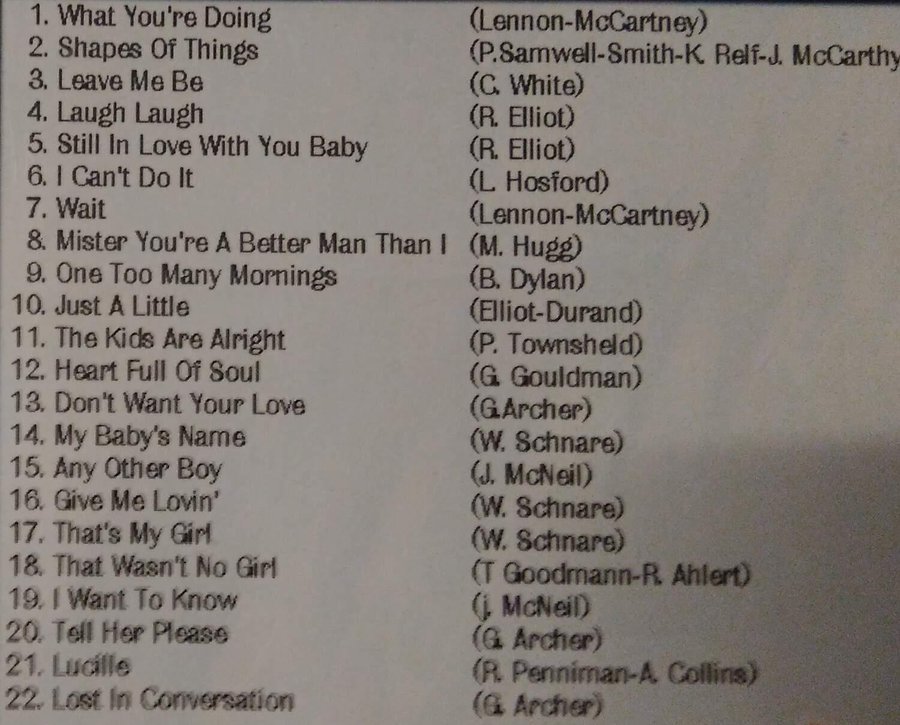 1. What You're Doing (Lennon-McCartney)
2. Shapes Of Things (P.Samwell-Smith-K. Relf-J. McCarthy
3. Leave Me Be (C. White)
4. Laugh Laugh (R. Elliot)
5. Still In Love With You Baby (R. Elliot)
6. I Can't Do It (L. Hosford)
7. Wait (Lennon-McCartney)
8. Mister You're A Better Man Than I (M. Hugg)
9. One Too Many Mornings (B. Dylan)
10. Just A Little (Elliot-Durand)
11. The Kids Are Alright (P. Townsheld)
12. Heart Full Of Soul (G. Gouldman)
13. Don't Want Your Love (G.Archer)
14. My Baby's Name (W. Schnare)
15. Any Other Boy (J. McNeil)
16. Give Me Lovin' (W. Schnare)
17. That's My Girl (W. Schnare)
18. That Wasn't No Girl (T Goodmann-R. Ahlert)
19. I Want To Know (j. McNeil)
20. Tell Her Please (G. Archer)
21. Lucille (R. Penniman-A. Collins)
22. Lost In Conversation (G. Archer)